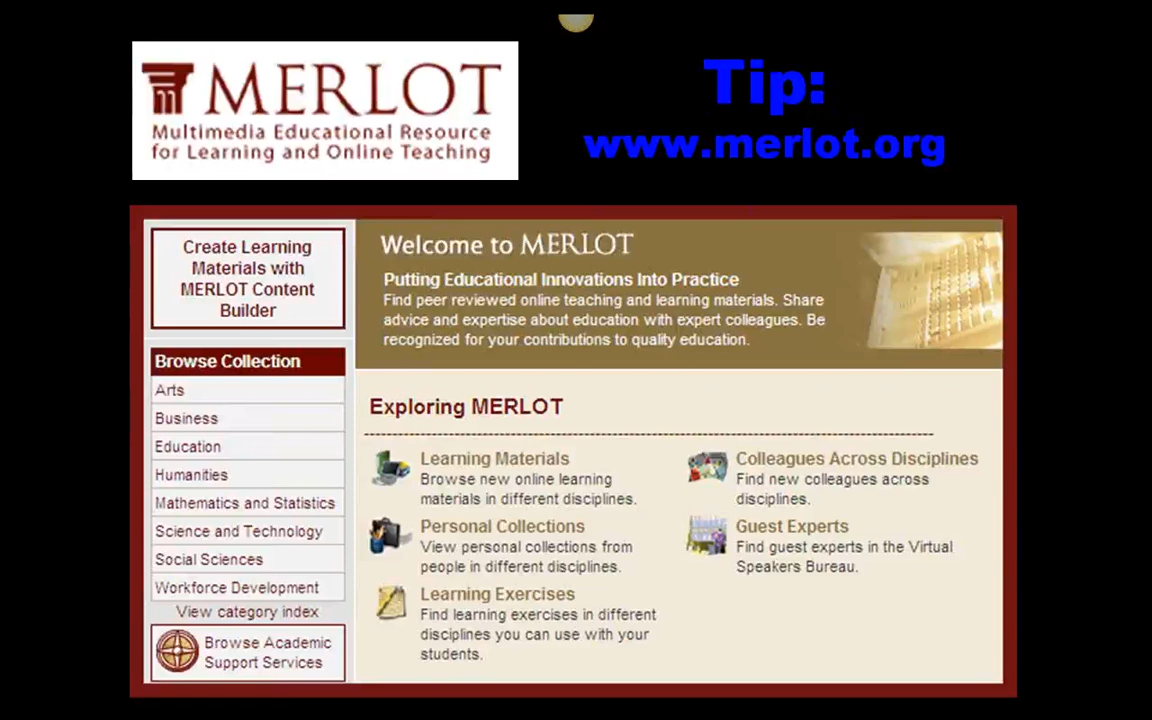 MERLOT
Multimedia Educational Resource
for Learning and Online Teaching
Tip:
www.merlot.org
Create Learning
Materials with
MERLOT Content
Builder
Browse Collection
Arts
Business
Education
Humanities
Mathematics and Statistics
Science and Technology
Social Sciences
Workforce Development
View category index
Browse Academic
Support Services
Welcome to MERLOT
Putting Educational Innovations Into Practice
Find peer reviewed online teaching and learning materials. Share
advice and expertise about education with expert colleagues. Be
recognized for your contributions to quality education.
Exploring MERLOT
Learning Materials
Browse new online learning
materials in different disciplines.
Personal Collections
View personal collections from
people in different disciplines.
Learning Exercises
Find learning exercises in different
disciplines you can use with your
students.
Colleagues Across Disciplines
Find new colleagues across
disciplines.
Guest Experts
Find guest experts in the Virtual
Speakers Bureau.